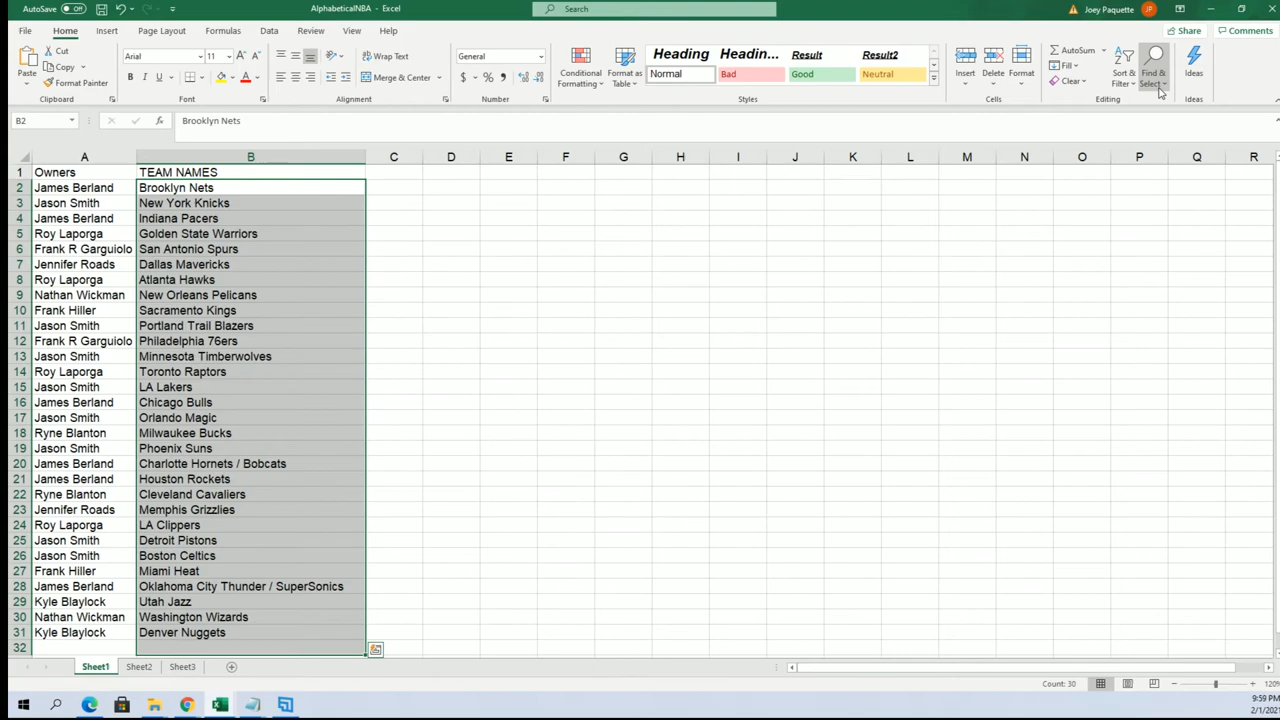 AutoSave Off AlphabeticalNBA - Excel Search Joey Paquette JP
File Home Insert Page Layout Formulas Data Review View Help Share Comments
Cut Arial 11 A A Wrap Text General Heading Headin... Result Result2 AutoSum
Paste Copy Conditional Format as Normal Bad Good Neutral Insert Delete Format Fill Sort & Find & Ideas
Format Painter B I U Merge & Center $ % Formatting Table Clear Filter Select
Clipboard Font Alignment Number Styles Cells Editing Ideas
B2 fx Brooklyn Nets
A B C D E F G H I J K L M N O P Q R
1 Owners TEAM NAMES
2 James Berland Brooklyn Nets
3 Jason Smith New York Knicks
4 James Berland Indiana Pacers
5 Roy Laporga Golden State Warriors
6 Frank R Garguiolo San Antonio Spurs
7 Jennifer Roads Dallas Mavericks
8 Roy Laporga Atlanta Hawks
9 Nathan Wickman New Orleans Pelicans
10 Frank Hiller Sacramento Kings
11 Jason Smith Portland Trail Blazers
12 Frank R Garguiolo Philadelphia 76ers
13 Jason Smith Minnesota Timberwolves
14 Roy Laporga Toronto Raptors
15 Jason Smith LA Lakers
16 James Berland Chicago Bulls
17 Jason Smith Orlando Magic
18 Ryne Blanton Milwaukee Bucks
19 Jason Smith Phoenix Suns
20 James Berland Charlotte Hornets / Bobcats
21 James Berland Houston Rockets
22 Ryne Blanton Cleveland Cavaliers
23 Jennifer Roads Memphis Grizzlies
24 Roy Laporga LA Clippers
25 Jason Smith Detroit Pistons
26 Jason Smith Boston Celtics
27 Frank Hiller Miami Heat
28 James Berland Oklahoma City Thunder / SuperSonics
29 Kyle Blaylock Utah Jazz
30 Nathan Wickman Washington Wizards
31 Kyle Blaylock Denver Nuggets
32
Sheet1 Sheet2 Sheet3
Count: 30 120%
9:59 PM
2/1/2021